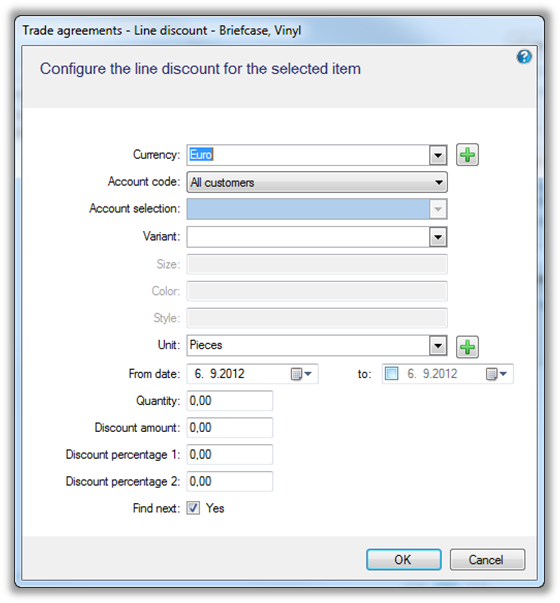 Trade agreements - Line discount - Briefcase, Vinyl
Configure the line discount for the selected item
Currency: Euro
Account code: All customers
Account selection:
Variant:
Size:
Color:
Style:
Unit: Pieces
From date: 6. 9.2012 to: 6. 9.2012
Quantity: 0,00
Discount amount: 0,00
Discount percentage 1: 0,00
Discount percentage 2: 0,00
Find next: Yes
OK Cancel